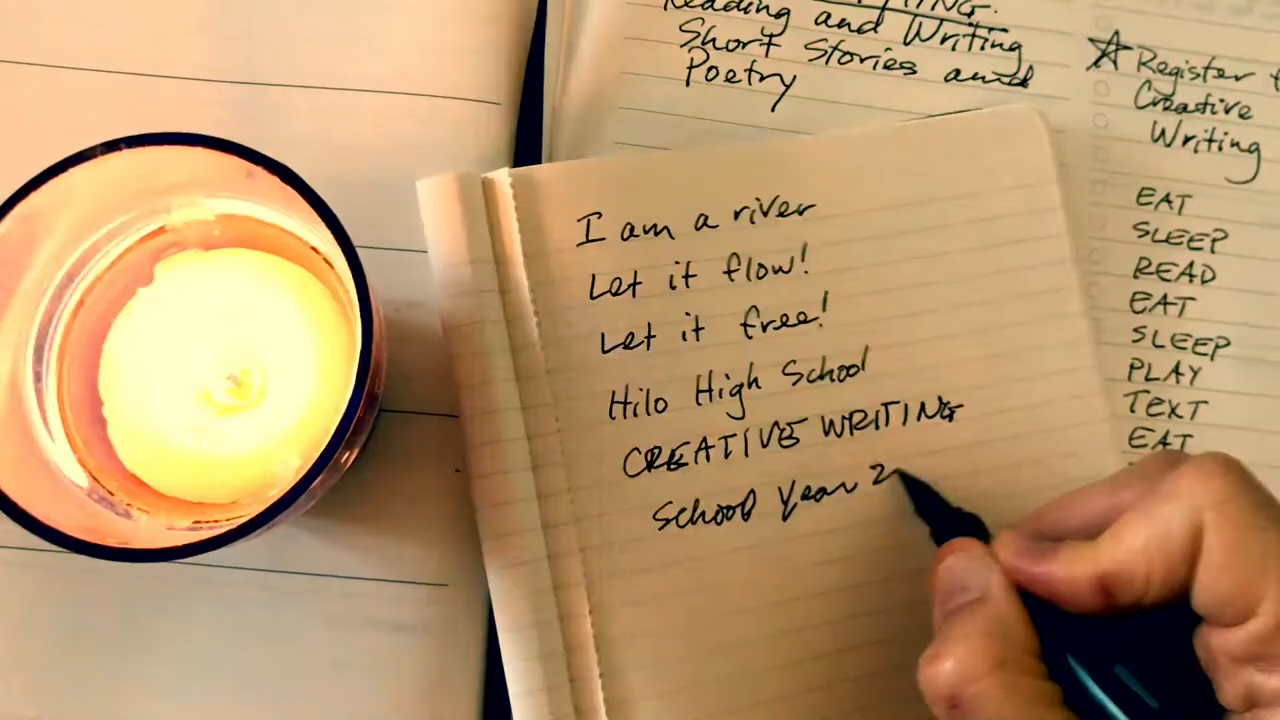 Reading and Writing
Short Stories and
Poetry
Register
Creative
Writing
EAT
SLEEP
READ
EAT
SLEEP
PLAY
TEXT
EAT
I am a river
Let it flow!
Let it free!
Hilo High School
CREATIVE WRITING
School Year 2